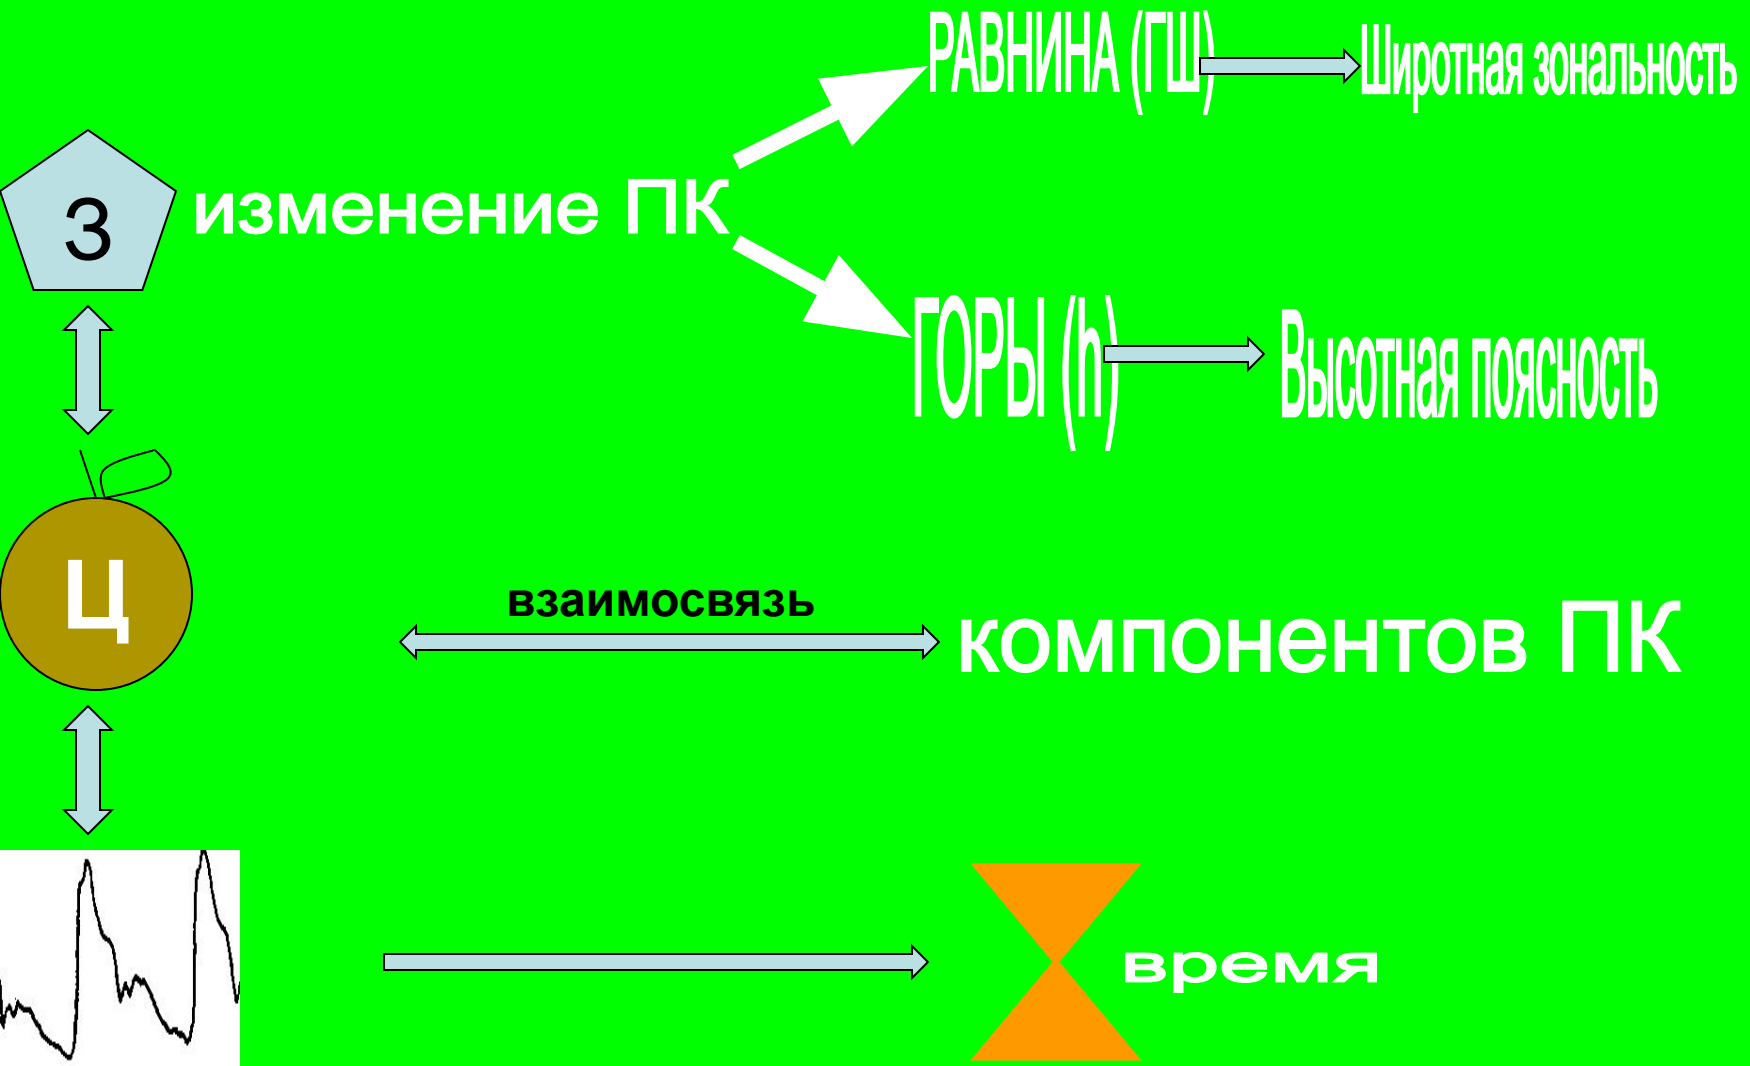 РАВНИНА (ГШ)
Широтная зональность
З
изменение ПК
ГОРЫ (h)
Высотная поясность
Ц
взаимосвязь
компонентов ПК
время